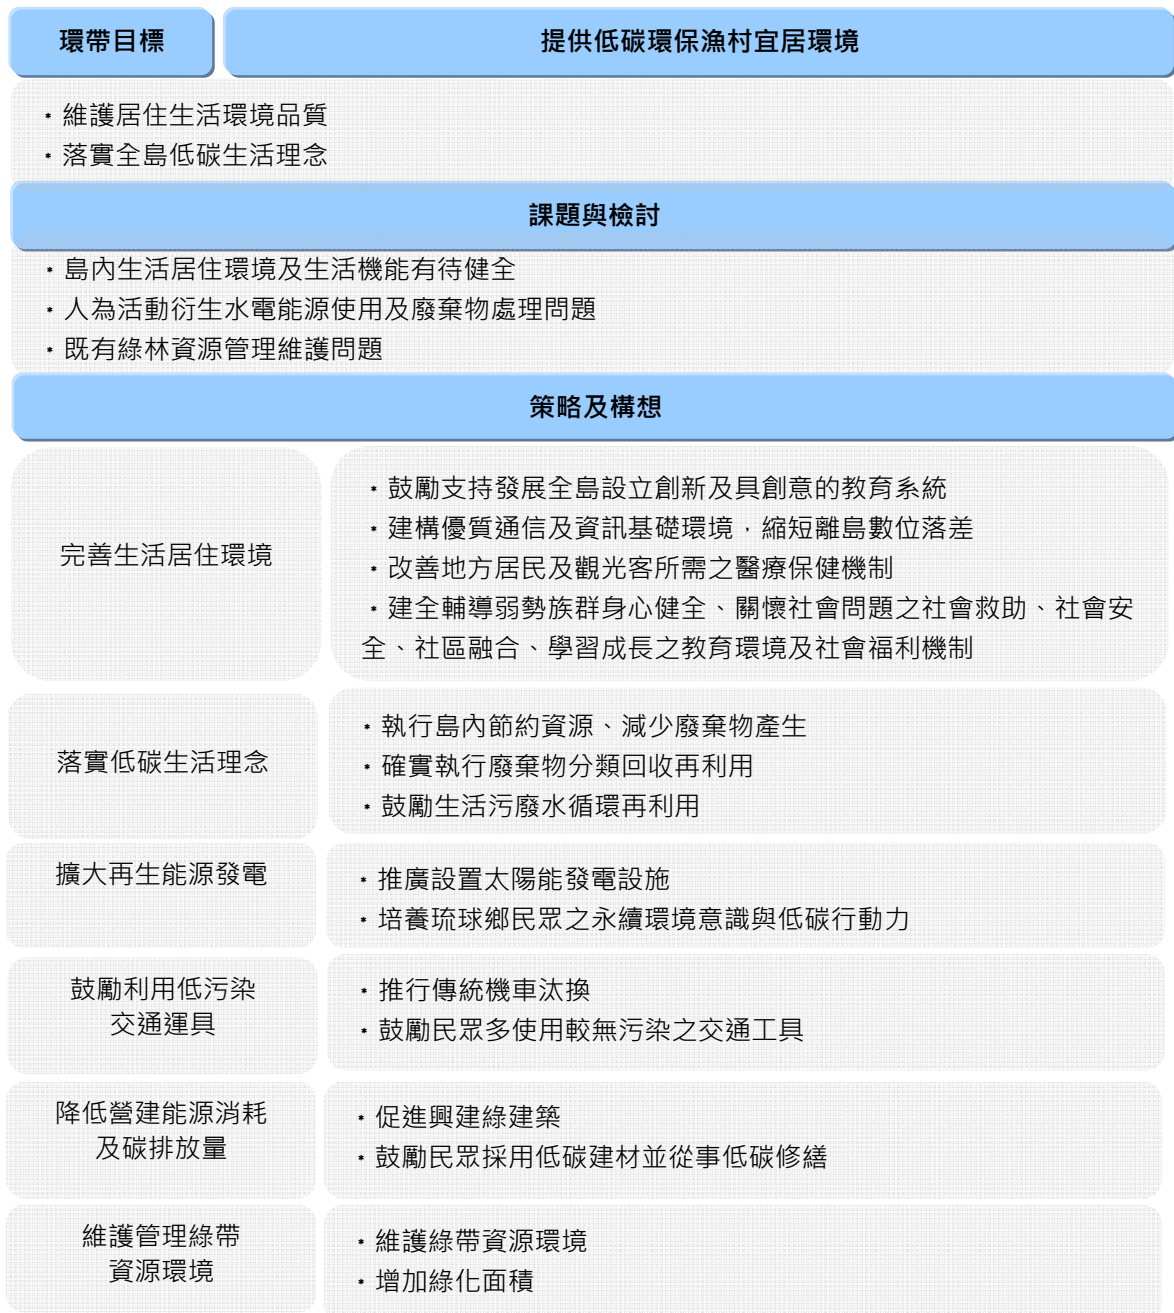 環帶目標
提供低碳環保漁村宜居環境
・維護居住生活環境品質
・落實全島低碳生活理念
課題與檢討
・島內生活居住環境及生活機能有待健全
・人為活動衍生水電能源使用及廢棄物處理問題
・既有綠林資源管理維護問題
策略及構想
完善生活居住環境
・鼓勵支持發展全島設立創新及具創意的教育系統
・建構優質通信及資訊基礎環境，縮短離島數位落差
・改善地方居民及觀光客所需之醫療保健機制
・建全輔導弱勢族群身心健全、關懷社會問題之社會救助、社會安
全、社區融合、學習成長之教育環境及社會福利機制
落實低碳生活理念
・執行島內節約資源、減少廢棄物產生
・確實執行廢棄物分類回收再利用
・鼓勵生活污廢水循環再利用
擴大再生能源發電
・推廣設置太陽能發電設施
・培養琉球鄉民眾之永續環境意識與低碳行動力
鼓勵利用低污染
交通運具
・推行傳統機車汰換
・鼓勵民眾多使用較無污染之交通工具
降低營建能源消耗
及碳排放量
・促進興建綠建築
・鼓勵民眾採用低碳建材並從事低碳修繕
維護管理綠帶
資源環境
・維護綠帶資源環境
・增加綠化面積